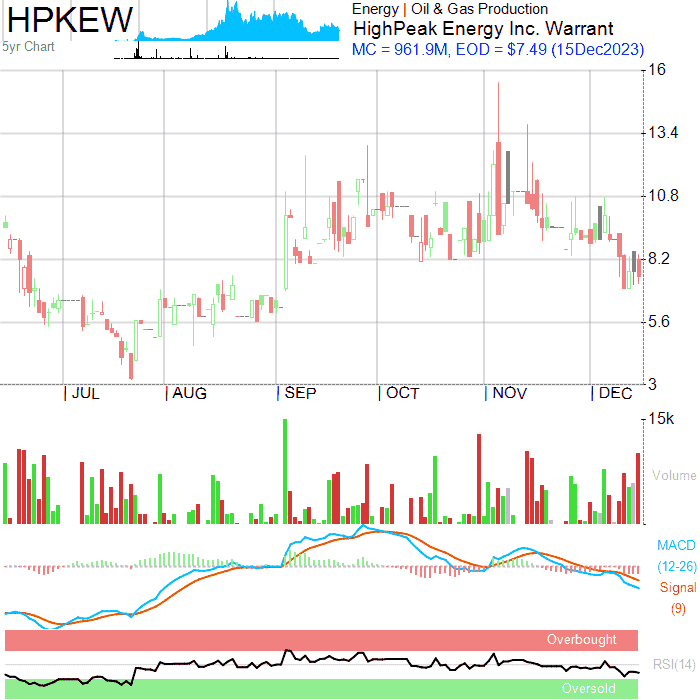 HPKEW
5yr Chart
Energy | Oil & Gas Production
HighPeak Energy Inc. Warrant
MC = 961.9M, EOD = $7.49 (15Dec2023)
16
13.4
10.8
8.2
5.6
3
JUL
AUG
SEP
OCT
NOV
DEC
15k
Volume
MACD
(12-26)
Signal
(9)
Overbought
RSI(14)
Oversold